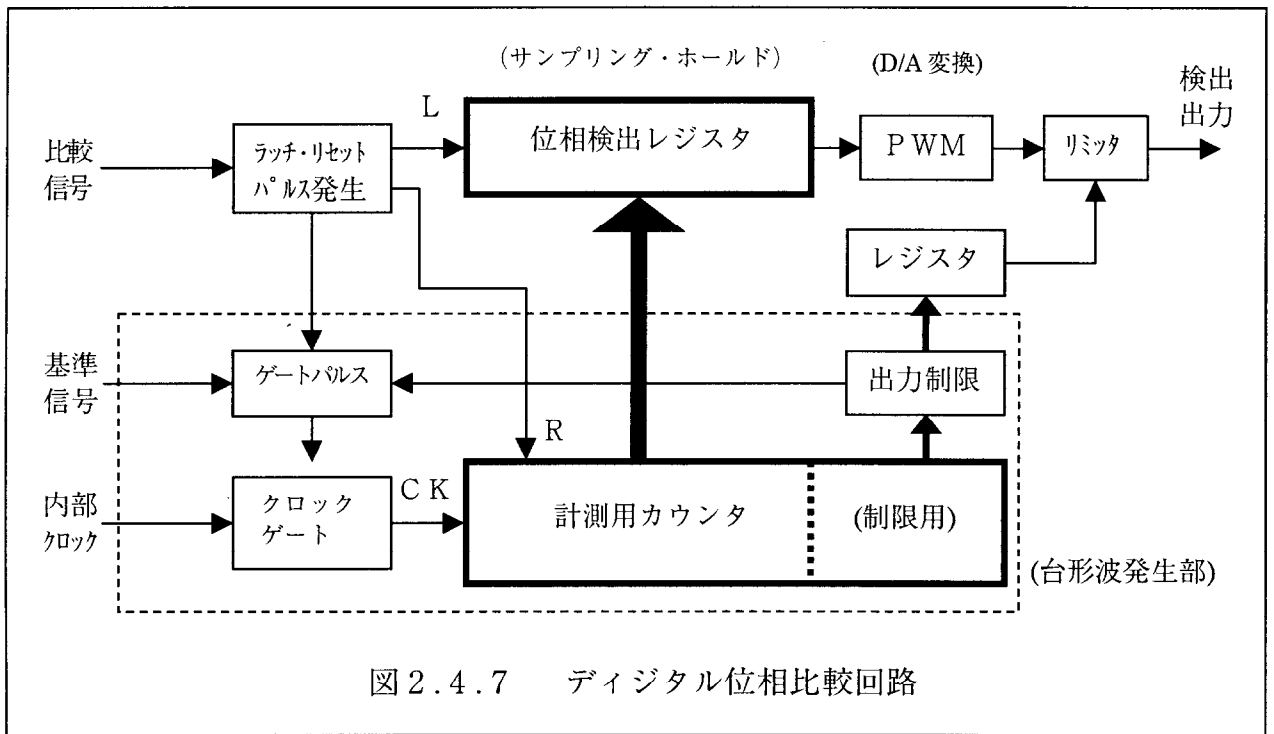 (サンプリング・ホールド)
(D/A 変換)
検出
出力
L
比較
信号
ラッチ・リセット
パルス発生
位相検出レジスタ
PWM
リミッタ
レジスタ
基準
信号
ゲートパルス
出力制限
R
内部
クロック
クロック
ゲート
CK
計測用カウンタ
(制限用)
(台形波発生部)
図2.4.7 ディジタル位相比較回路